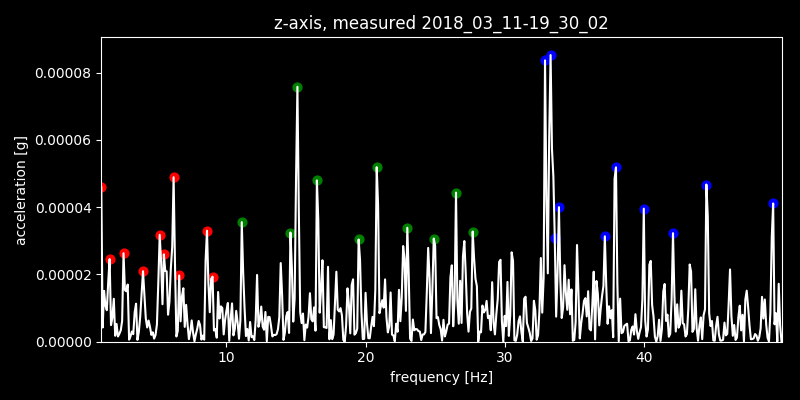 z-axis, measured 2018_03_11-19_30_02
0.00008
0.00006
0.00004
0.00002
0.00000
acceleration [g]
10 20 30 40
frequency [Hz]